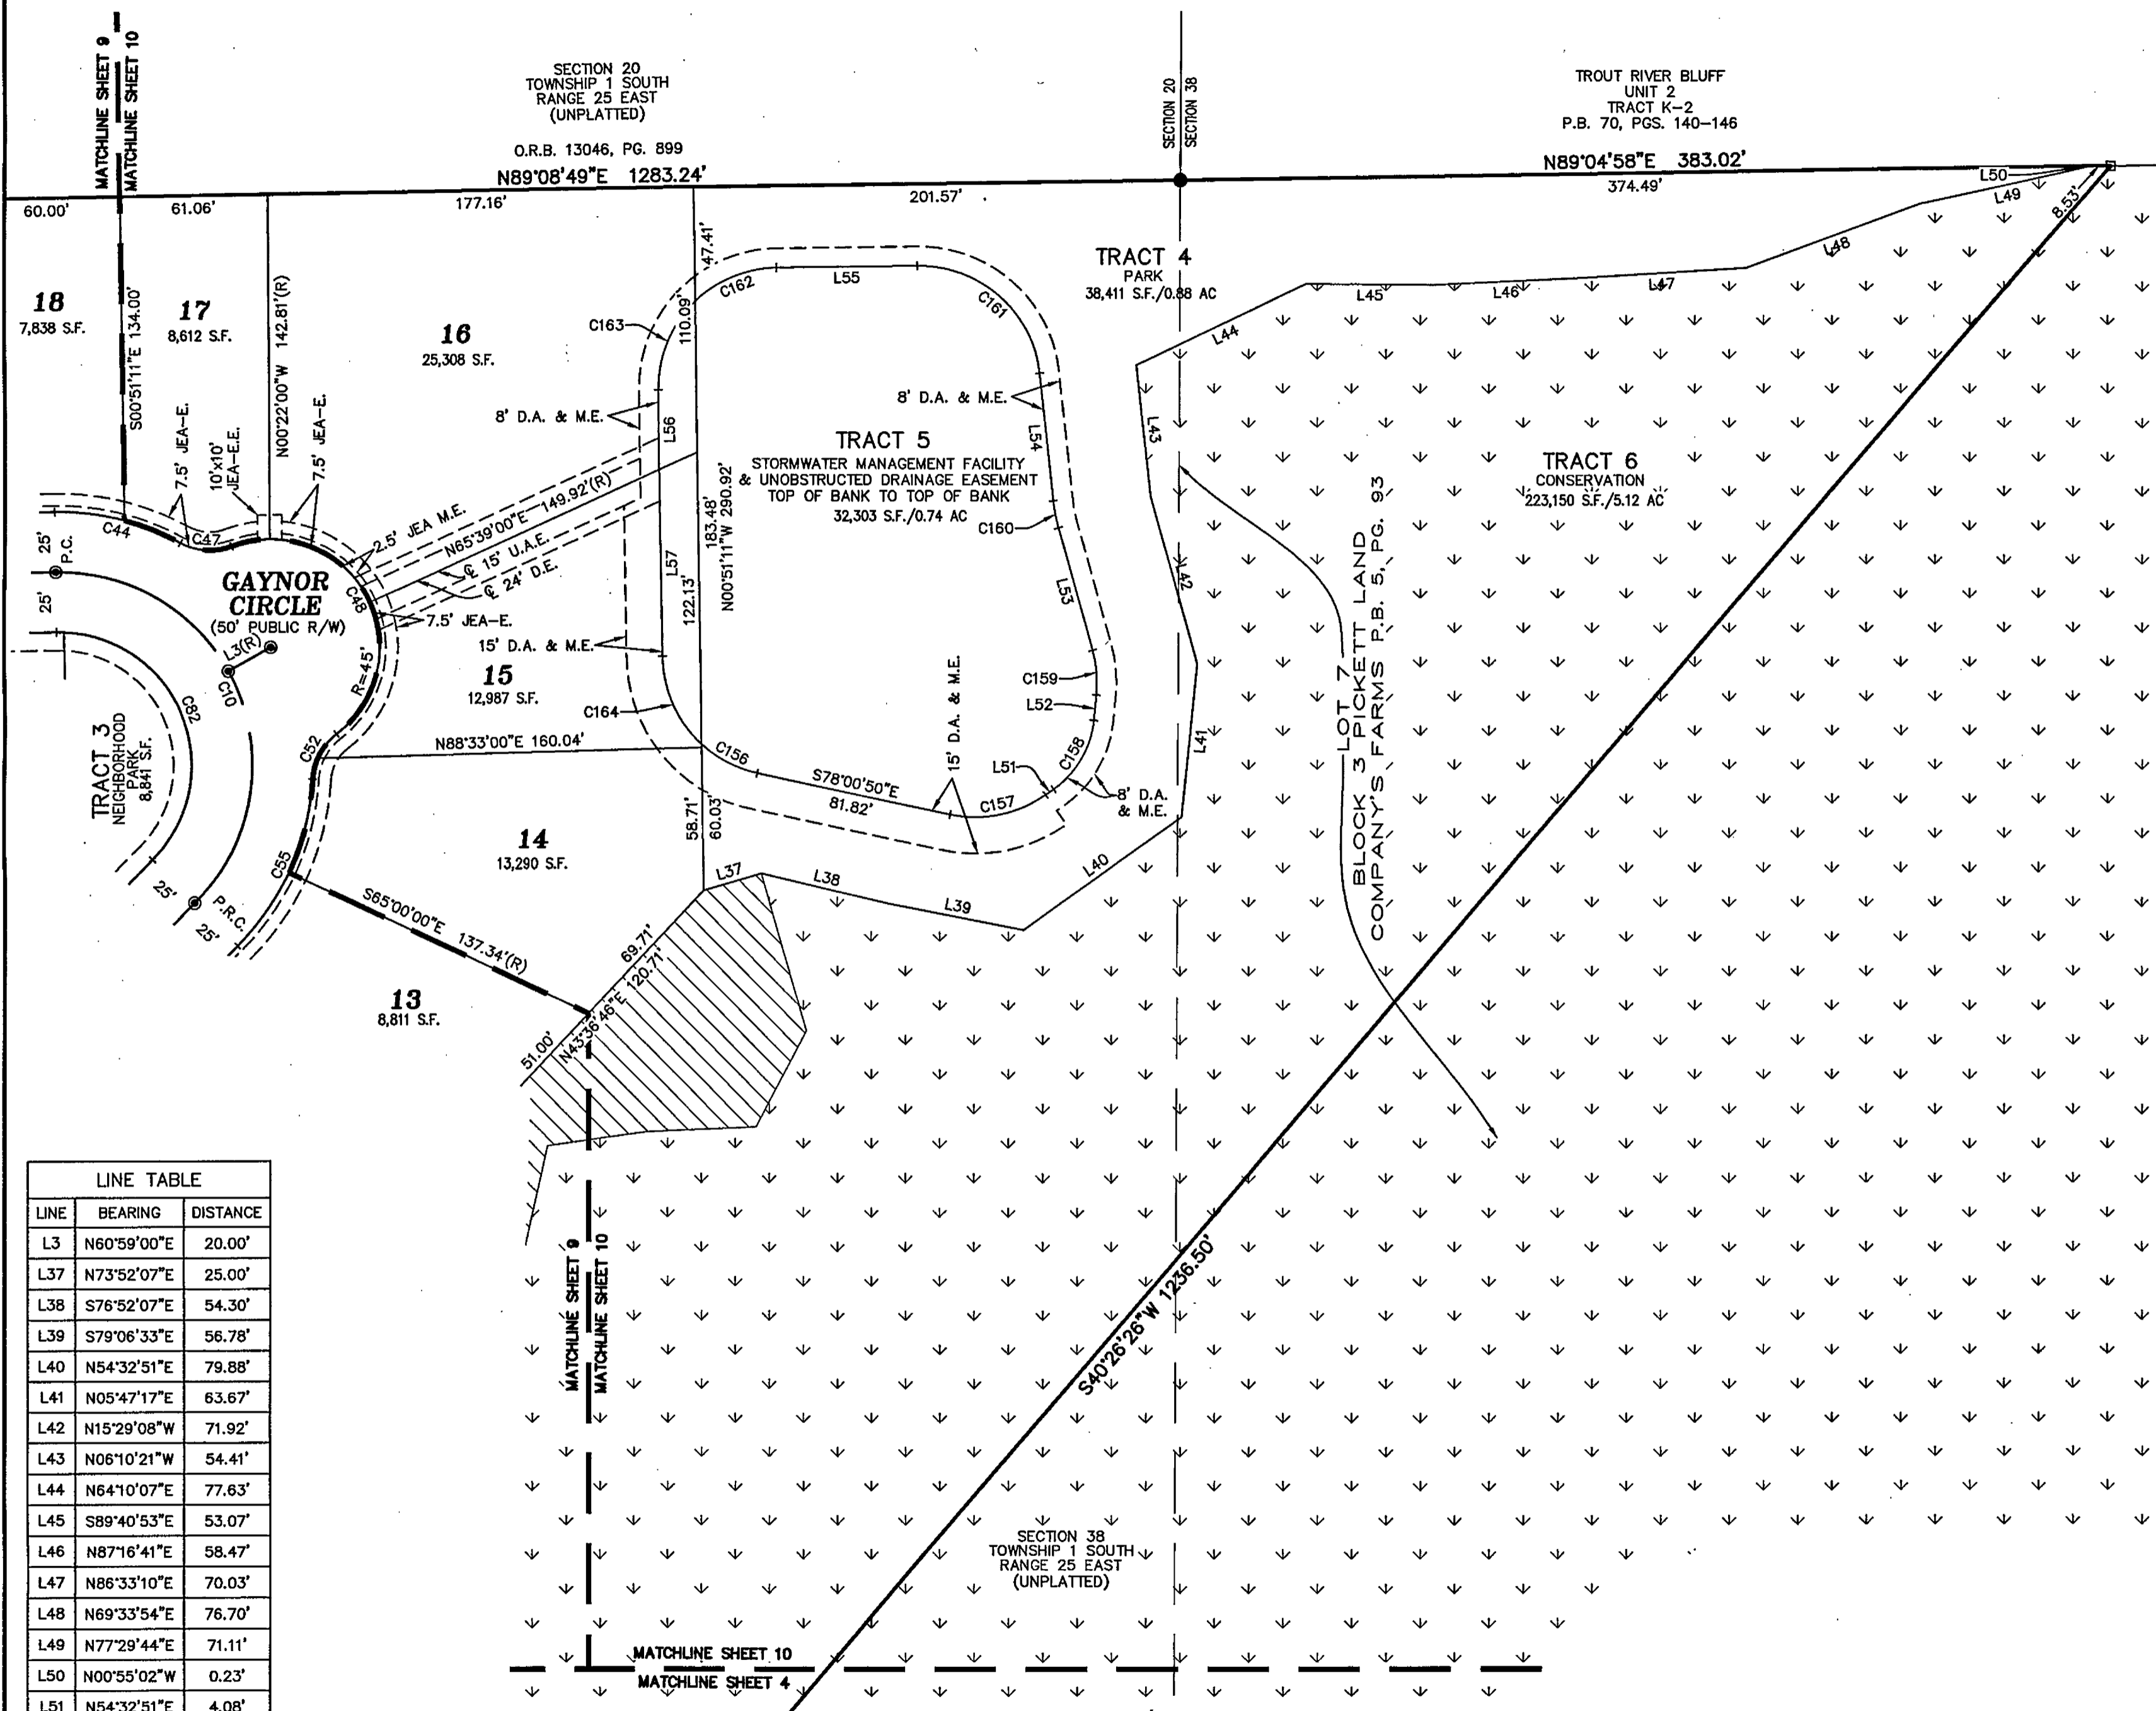 MATCHLINE SHEET 9
MATCHLINE SHEET 10
SECTION 20
TOWNSHIP 1 SOUTH
RANGE 25 EAST
(UNPLATTED)
O.R.B. 13046, PG. 899
N89°08'49"E 1283.24'
SECTION 20
SECTION 38
TROUT RIVER BLUFF
UNIT 2
TRACT K-2
P.B. 70, PGS. 140-146
N89°04'58"E 383.02'
374.49'
L50
L49
8.53'
60.00'
61.06'
177.16'
201.57'
47.41'
L48
TRACT 4
PARK
38,411 S.F./0.88 AC
L47
L46
L45
L44
18
7,838 S.F.
S00°51'11"E 134.00'
17
8,612 S.F.
N00°22'00"W 142.81'(R)
16
25,308 S.F.
C163
110.09'
C162
L55
C161
7.5' JEA-E.
10'x10'
JEA-E.E.
7.5' JEA-E.
8' D.A. & M.E.
L56
8' D.A. & M.E.
L54
L43
TRACT 5
STORMWATER MANAGEMENT FACILITY
& UNOBSTRUCTED DRAINAGE EASEMENT
TOP OF BANK TO TOP OF BANK
32,303 S.F./0.74 AC
C160
TRACT 6
CONSERVATION
223,150 S.F./5.12 AC
LOT 7
BLOCK 3 PICKETT LAND
COMPANY'S FARMS P.B. 5, PG. 93
25'
P.C.
25'
C44
C47
2.5' JEA M.E.
N65°39'00"E 149.92'(R)
℄ 15' U.A.E.
℄ 24' D.E.
C48
7.5' JEA-E.
GAYNOR
CIRCLE
(50' PUBLIC R/W)
L3(R)
C10
R=45'
L57
122.13'
183.48'
N00°51'11"W 290.92'
L53
L42
15' D.A. & M.E.
15
12,987 S.F.
C164
C159
L52
L41
C82
TRACT 3
NEIGHBORHOOD
PARK
8,841 S.F.
C52
N88°33'00"E 160.04'
C156
S78°00'50"E
81.82'
15' D.A. & M.E.
L51
C158
C157
8' D.A.
& M.E.
58.71'
60.03'
14
13,290 S.F.
C55
L37
L38
L39
L40
25'
P.R.C.
25'
S65°00'00"E 137.34'(R)
69.71'
N43°36'46"E 120.71'
51.00'
13
8,811 S.F.
LINE TABLE
LINE BEARING DISTANCE
L3 N60°59'00"E 20.00'
L37 N73°52'07"E 25.00'
L38 S76°52'07"E 54.30'
L39 S79°06'33"E 56.78'
L40 N54°32'51"E 79.88'
L41 N05°47'17"E 63.67'
L42 N15°29'08"W 71.92'
L43 N06°10'21"W 54.41'
L44 N64°10'07"E 77.63'
L45 S89°40'53"E 53.07'
L46 N87°16'41"E 58.47'
L47 N86°33'10"E 70.03'
L48 N69°33'54"E 76.70'
L49 N77°29'44"E 71.11'
L50 N00°55'02"W 0.23'
L51 N54°32'51"E 4.08'
MATCHLINE SHEET 9
MATCHLINE SHEET 10
S40°26'26"W 1236.50'
SECTION 38
TOWNSHIP 1 SOUTH
RANGE 25 EAST
(UNPLATTED)
MATCHLINE SHEET 10
MATCHLINE SHEET 4